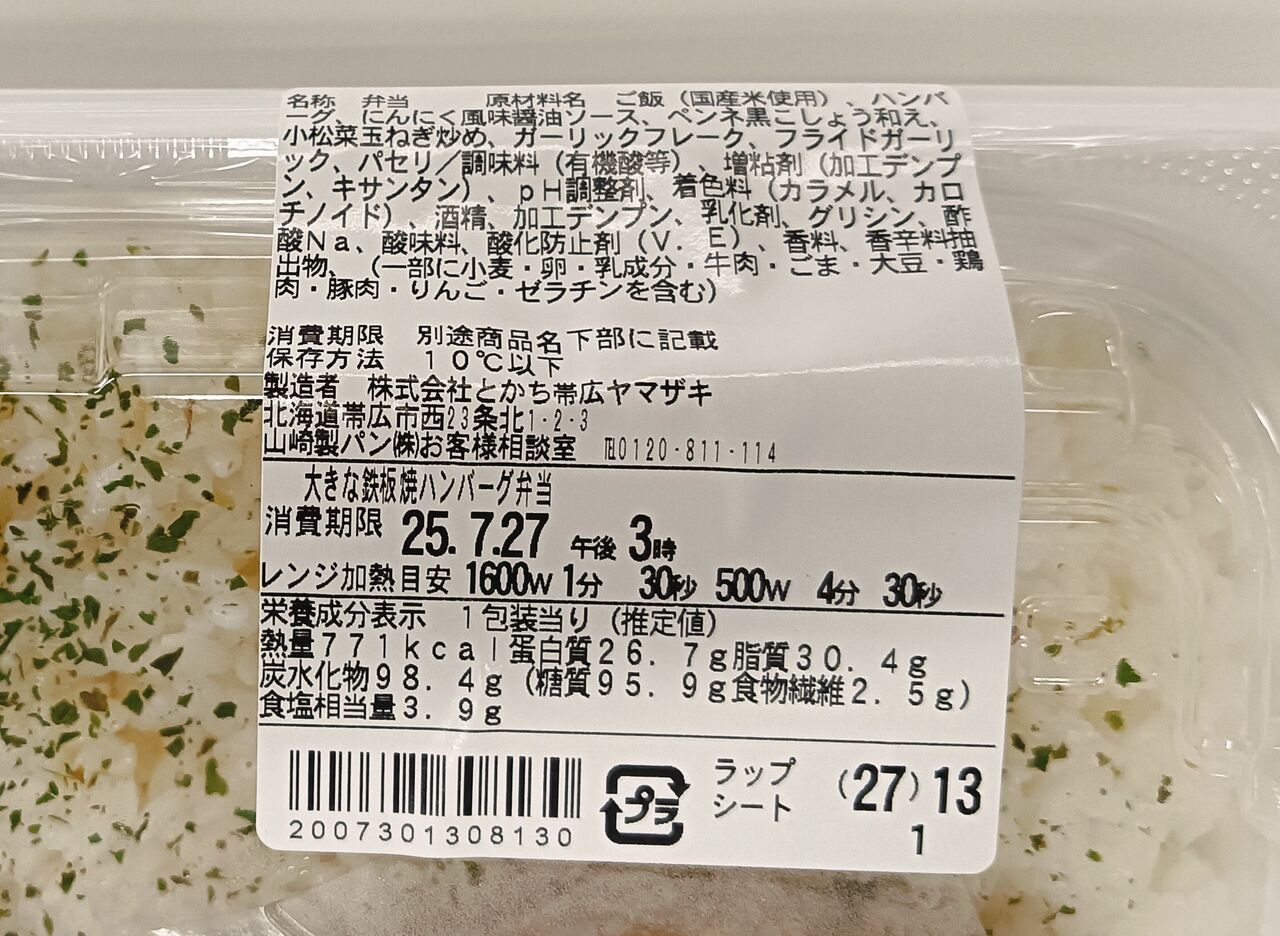 名称　弁当　　　原材料名　ご飯（国産米使用）、ハンバ
ーグ、にんにく風味醤油ソース、ペンネ黒こしょう和え、
小松菜玉ねぎ炒め、ガーリックフレーク、フライドガーリ
ック、パセリ／調味料（有機酸等）、増粘剤（加工デンプ
ン、キサンタン）、ｐＨ調整剤、着色料（カラメル、カロ
チノイド）、酒精、加工デンプン、乳化剤、グリシン、酢
酸Ｎａ、酸味料、酸化防止剤（Ｖ．Ｅ）、香料、香辛料抽
出物、（一部に小麦・卵・乳成分・牛肉・ごま・大豆・鶏
肉・豚肉・りんご・ゼラチンを含む）
消費期限　別途商品名下部に記載
保存方法　１０℃以下
製造者　株式会社とかち帯広ヤマザキ
北海道帯広市西23条北1-2-3
山崎製パン㈱お客様相談室　℡0120-811-114
大きな鉄板焼ハンバーグ弁当
消費期限 25.7.27 午後 3時
レンジ加熱目安 1600W 1分 30秒 500W 4分 30秒
栄養成分表示　１包装当り（推定値）
熱量７７１ｋｃａｌ蛋白質２６．７ｇ脂質３０．４ｇ
炭水化物９８．４ｇ（糖質９５．９ｇ食物繊維２．５ｇ）
食塩相当量３．９ｇ
2007301308130
プラ
ラップ
シート
(27) 13
1